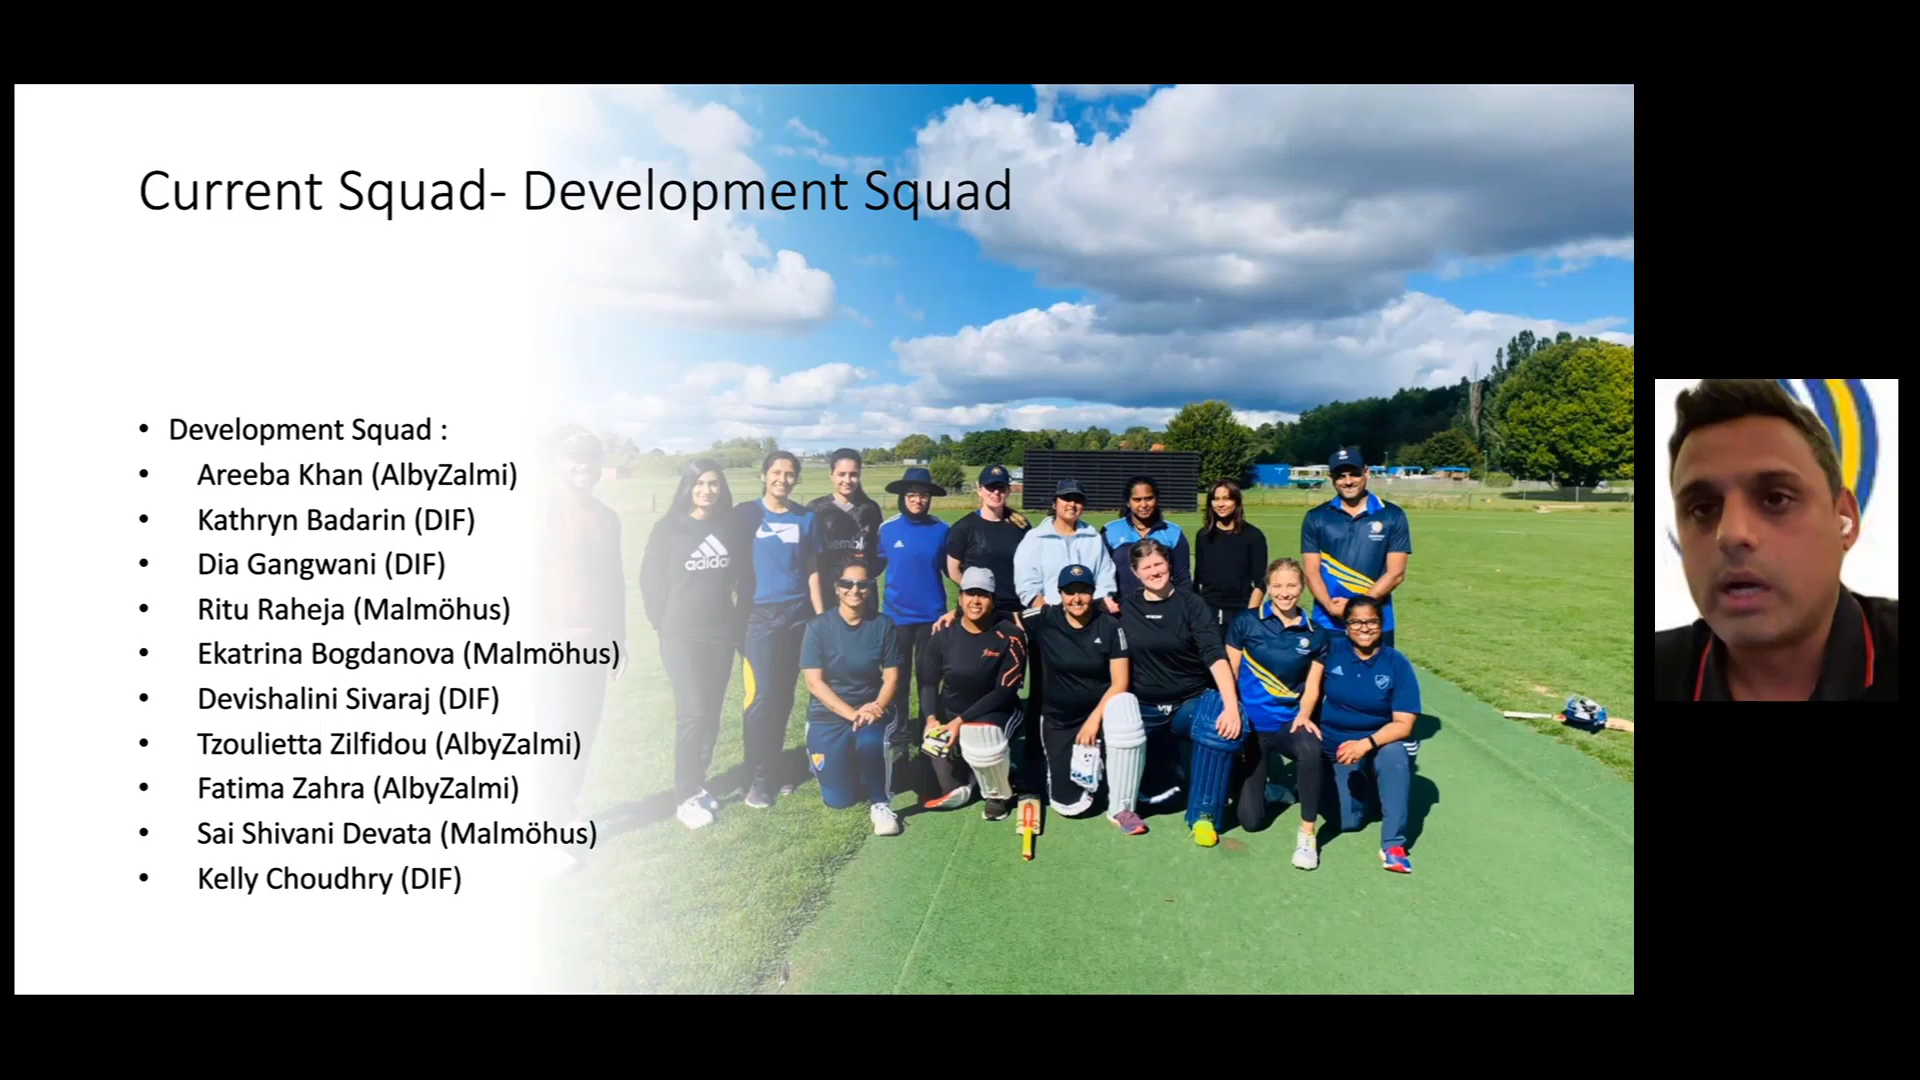 Current Squad- Development Squad
• Development Squad :
• Areeba Khan (AlbyZalmi)
• Kathryn Badarin (DIF)
• Dia Gangwani (DIF)
• Ritu Raheja (Malmöhus)
• Ekatrina Bogdanova (Malmöhus)
• Devishalini Sivaraj (DIF)
• Tzoulietta Zilfidou (AlbyZalmi)
• Fatima Zahra (AlbyZalmi)
• Sai Shivani Devata (Malmöhus)
• Kelly Choudhry (DIF)
adidas